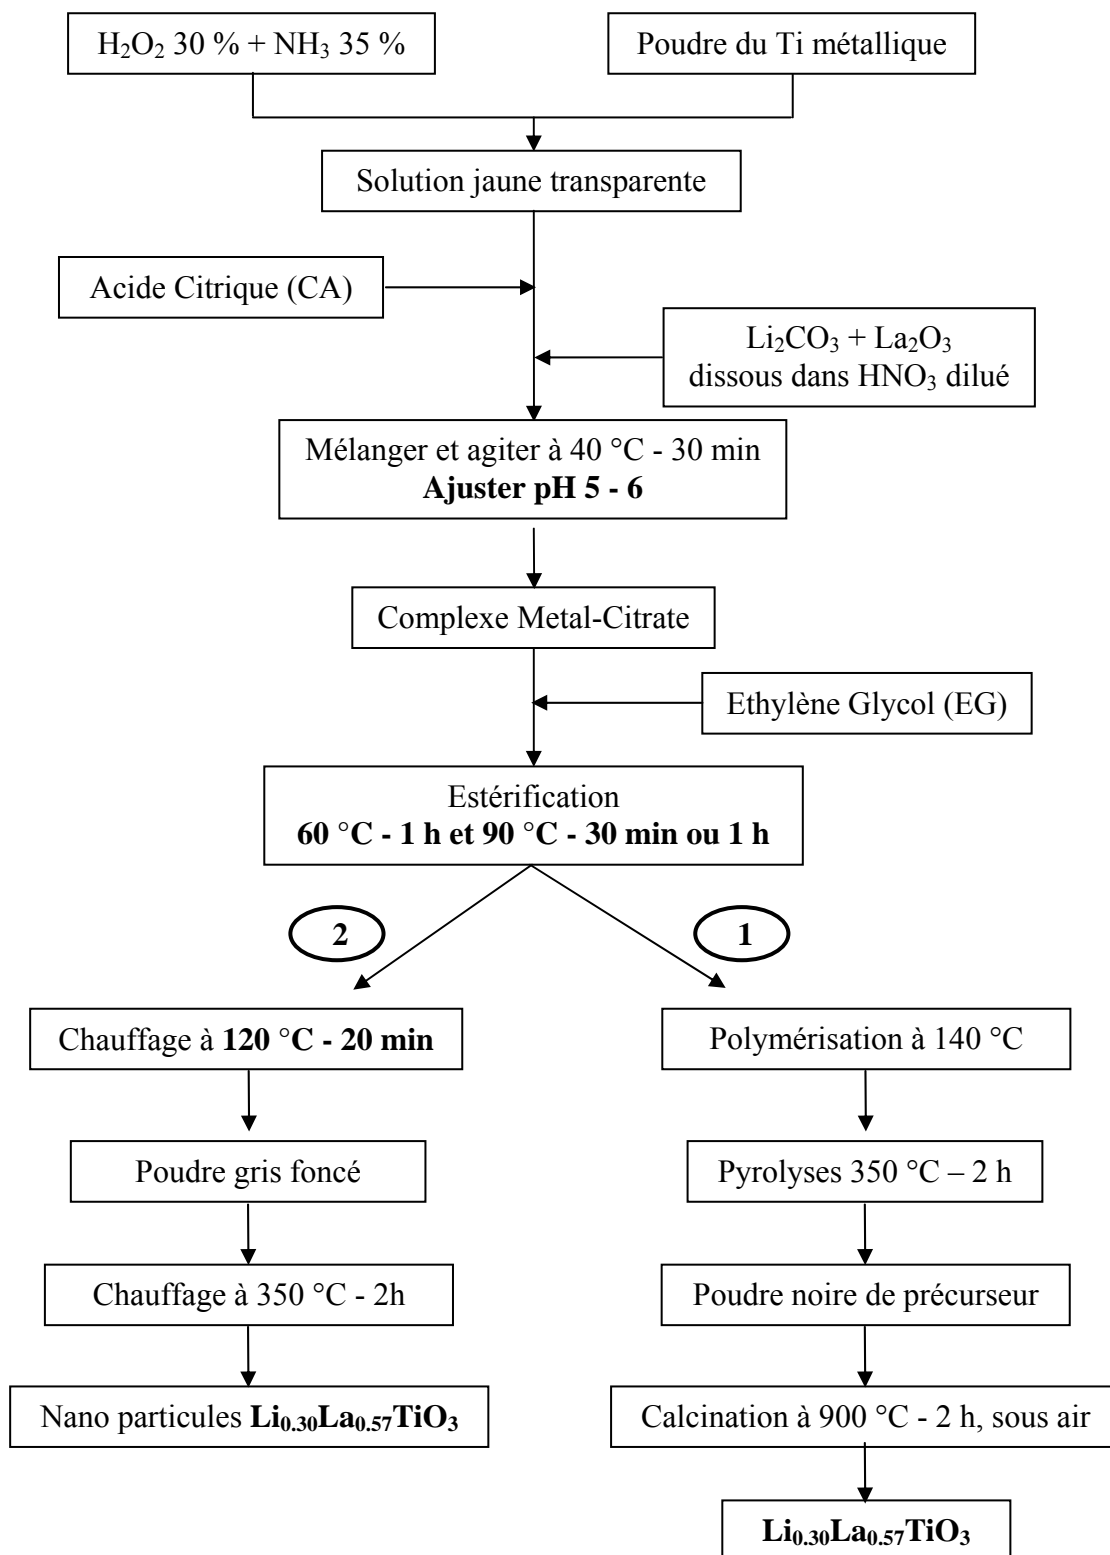 H₂O₂ 30 % + NH₃ 35 %
Poudre du Ti métallique
Solution jaune transparente
Acide Citrique (CA)
Li₂CO₃ + La₂O₃
dissous dans HNO₃ dilué
Mélanger et agiter à 40 °C - 30 min
Ajuster pH 5 - 6
Complexe Metal-Citrate
Ethylène Glycol (EG)
Estérification
60 °C - 1 h et 90 °C - 30 min ou 1 h
2
1
Chauffage à 120 °C - 20 min
Polymérisation à 140 °C
Poudre gris foncé
Pyrolyses 350 °C – 2 h
Chauffage à 350 °C - 2h
Poudre noire de précurseur
Nano particules Li₀.₃₀La₀.₅₇TiO₃
Calcination à 900 °C - 2 h, sous air
Li₀.₃₀La₀.₅₇TiO₃